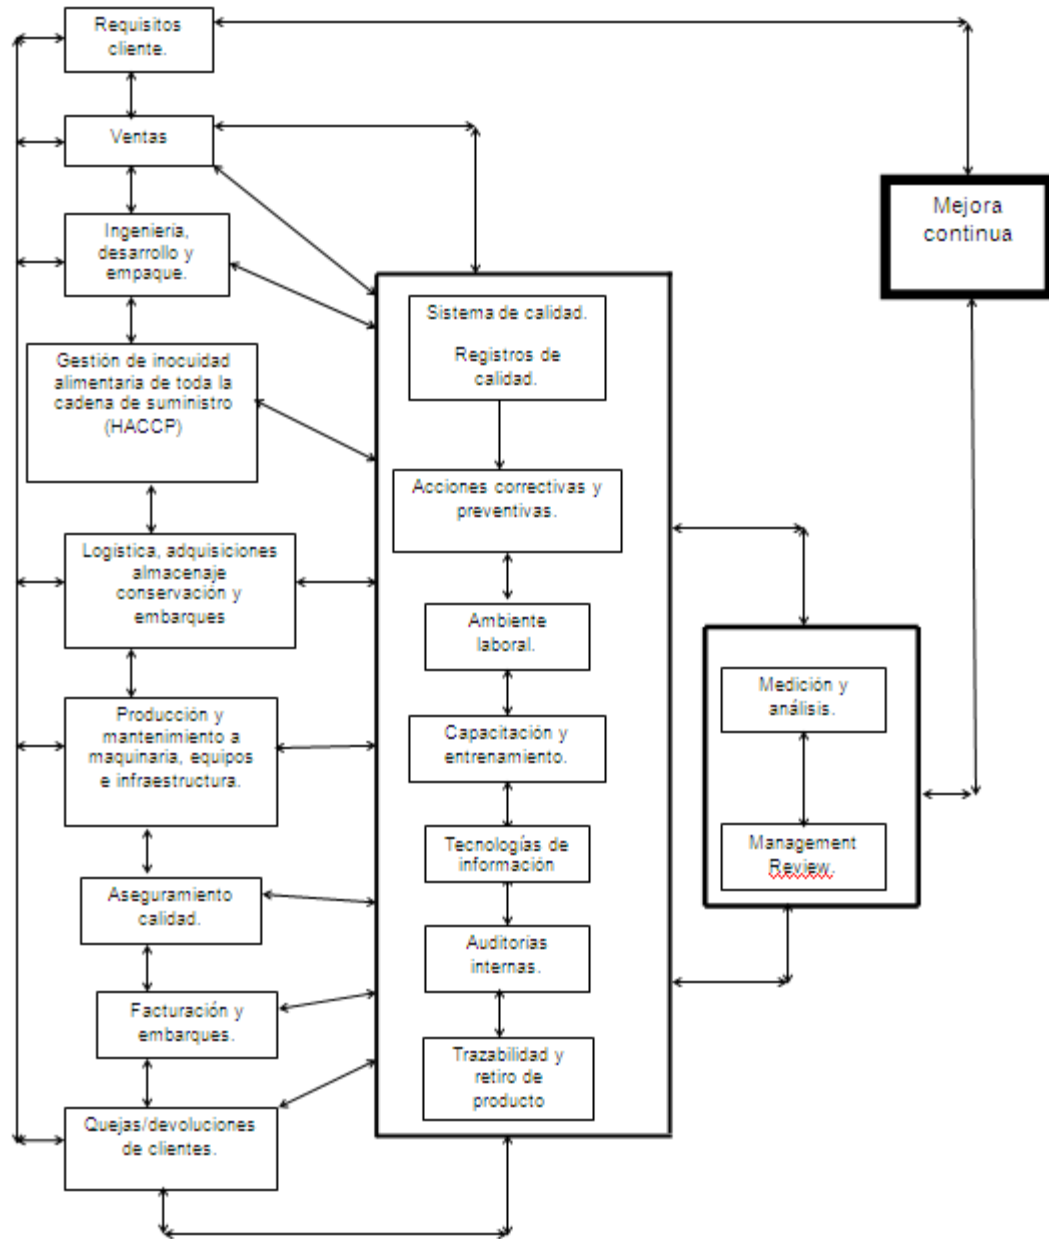 Requisitos
cliente.
Ventas
Ingeniería,
desarrollo y
empaque.
Gestión de inocuidad
alimentaria de toda la
cadena de suministro
(HACCP)
Logística, adquisiciones
almacenaje
conservación y
embarques
Producción y
mantenimiento a
maquinaria, equipos
e infraestructura.
Aseguramiento
calidad.
Facturación y
embarques.
Quejas/devoluciones
de clientes.
Sistema de calidad.
Registros de
calidad.
Acciones correctivas y
preventivas.
Ambiente
laboral.
Capacitación y
entrenamiento.
Tecnologías de
información
Auditorias
internas.
Trazabilidad y
retiro de
producto
Medición y
análisis.
Management
Review.
Mejora
continua